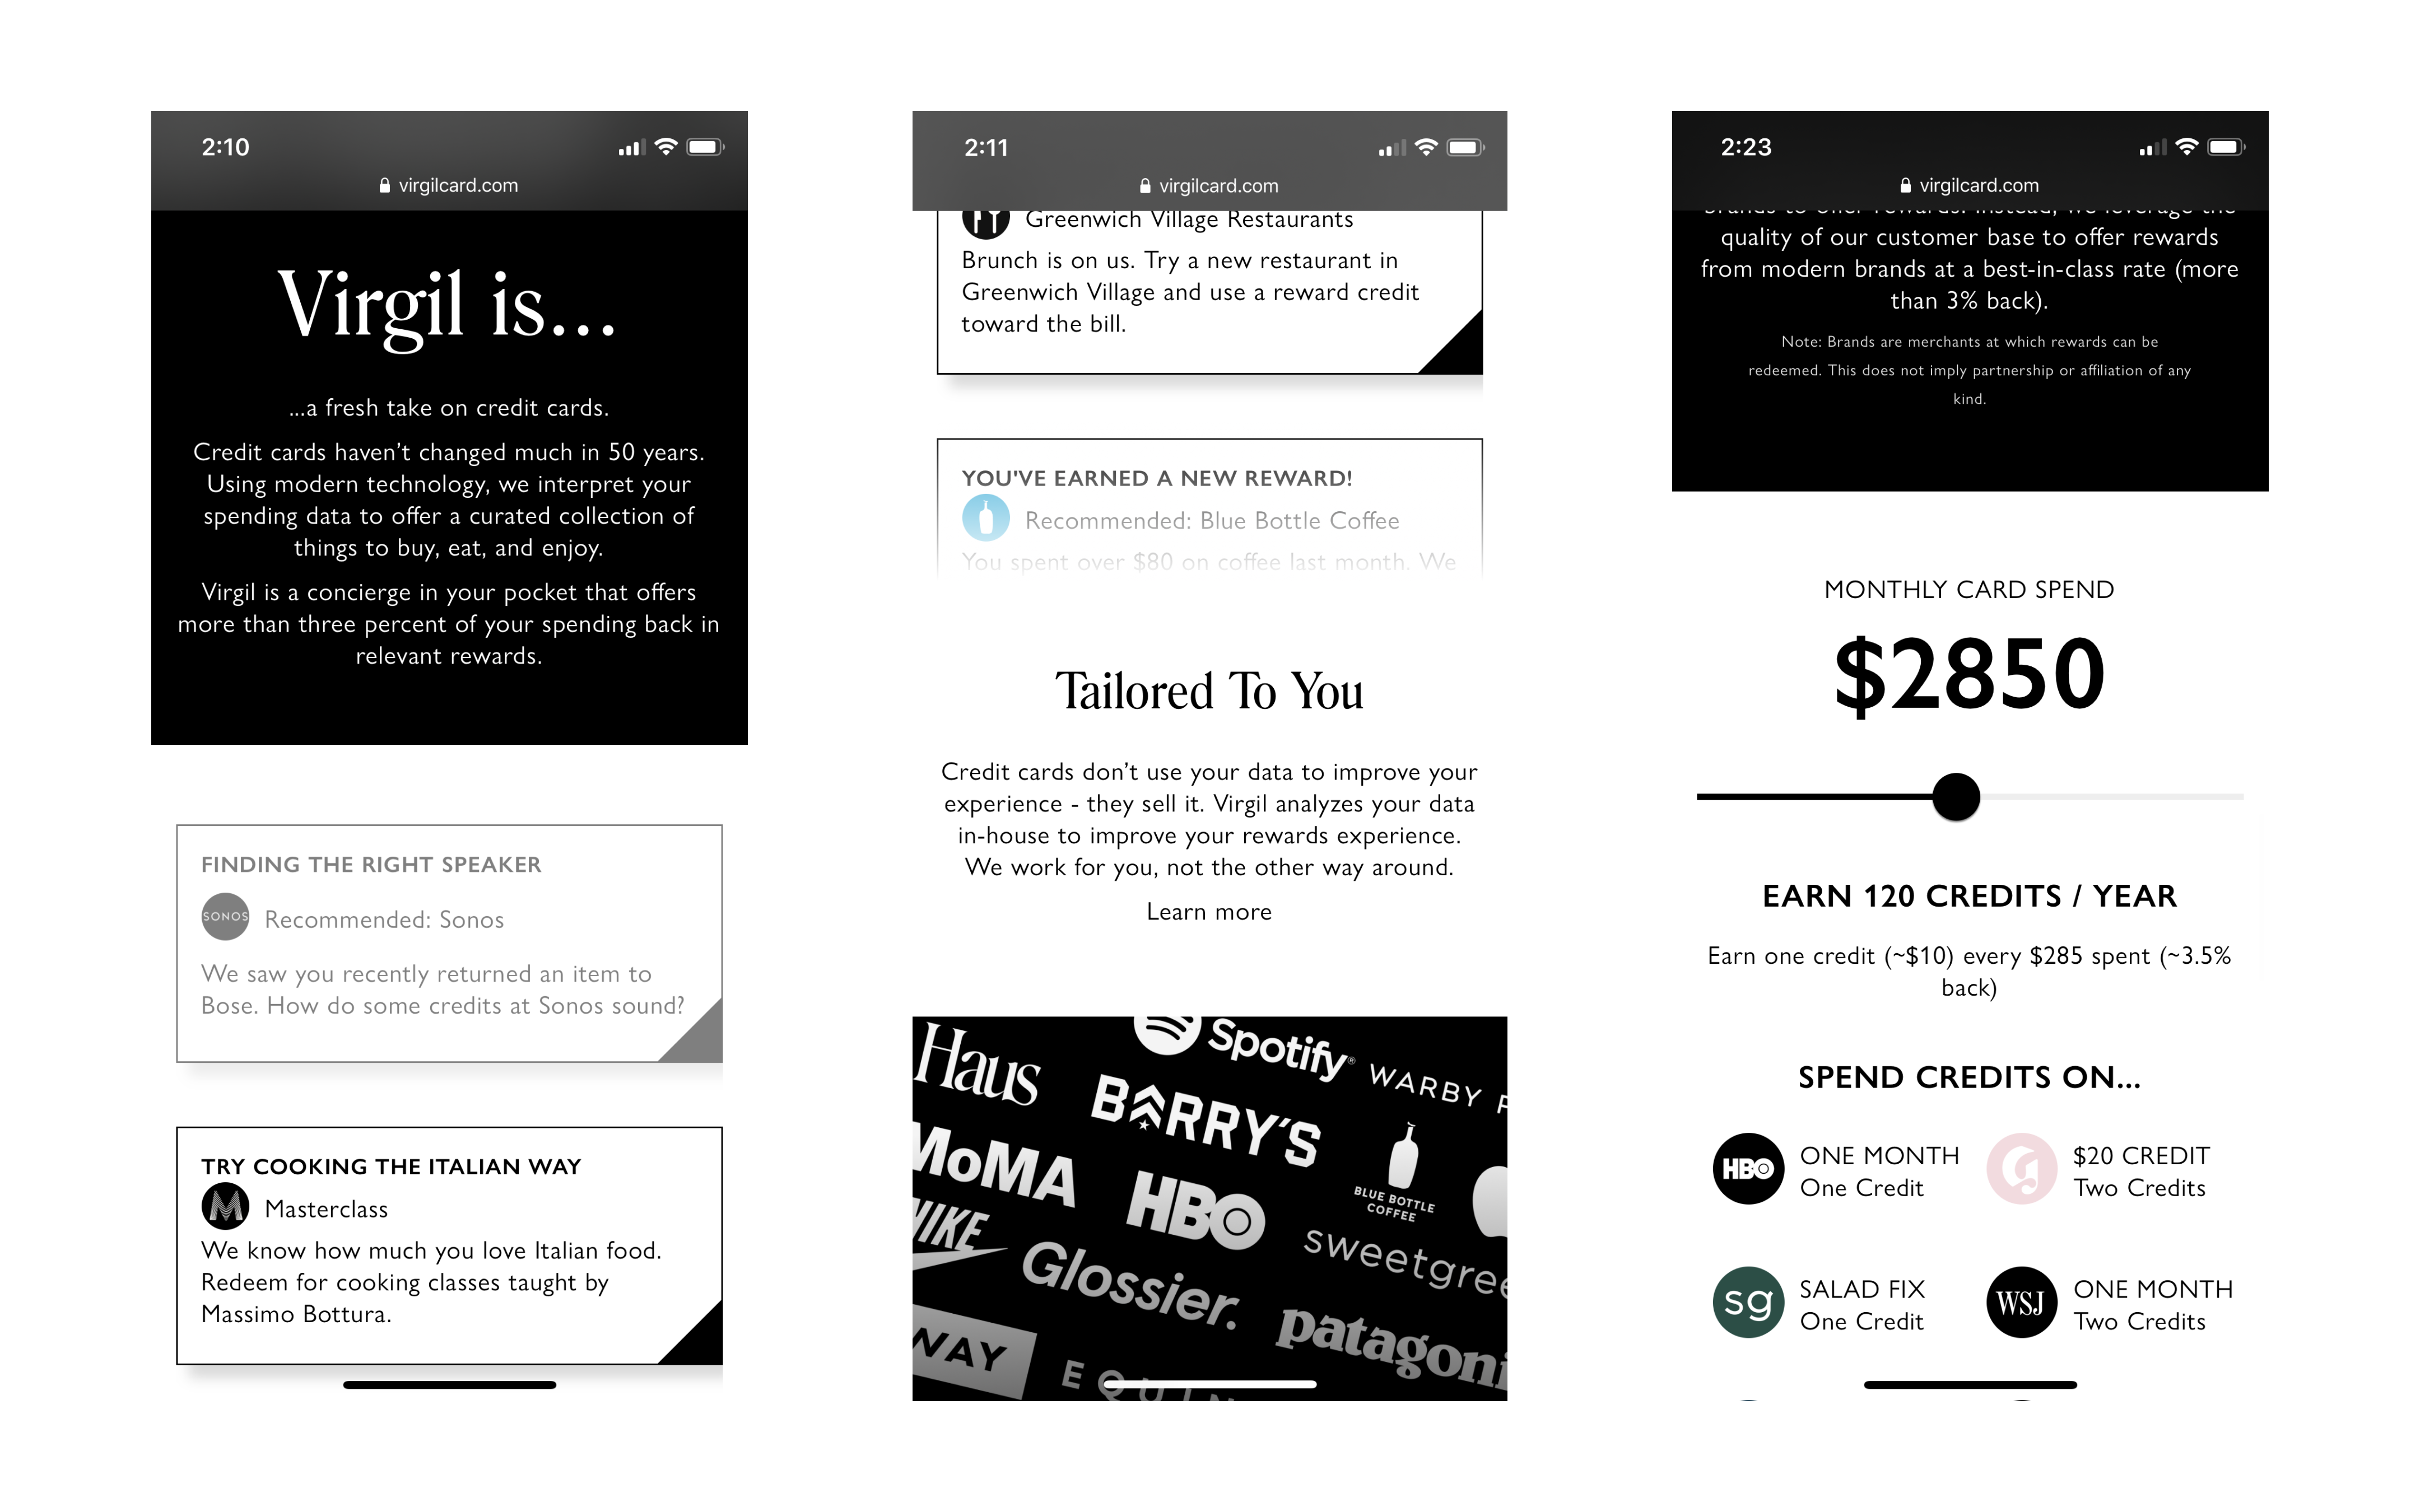 2:10
virgilcard.com
Virgil is...
...a fresh take on credit cards.
Credit cards haven’t changed much in 50 years.
Using modern technology, we interpret your
spending data to offer a curated collection of
things to buy, eat, and enjoy.
Virgil is a concierge in your pocket that offers
more than three percent of your spending back in
relevant rewards.
FINDING THE RIGHT SPEAKER
SONOS
Recommended: Sonos
We saw you recently returned an item to
Bose. How do some credits at Sonos sound?
TRY COOKING THE ITALIAN WAY
M
Masterclass
We know how much you love Italian food.
Redeem for cooking classes taught by
Massimo Bottura.
2:11
virgilcard.com
Greenwich Village Restaurants
Brunch is on us. Try a new restaurant in
Greenwich Village and use a reward credit
toward the bill.
YOU'VE EARNED A NEW REWARD!
Recommended: Blue Bottle Coffee
You spent over $80 on coffee last month. We
Tailored To You
Credit cards don’t use your data to improve your
experience - they sell it. Virgil analyzes your data
in-house to improve your rewards experience.
We work for you, not the other way around.
Learn more
Haus
Spotify®
WARBY P
BARRY'S
MoMA
HBO
BLUE BOTTLE
COFFEE
NIKE
Glossier.
sweetgree
WAY
EQUIN
patagoni
2:23
virgilcard.com
brands to offer rewards. Instead, we leverage the
quality of our customer base to offer rewards
from modern brands at a best-in-class rate (more
than 3% back).
Note: Brands are merchants at which rewards can be
redeemed. This does not imply partnership or affiliation of any
kind.
MONTHLY CARD SPEND
$2850
EARN 120 CREDITS / YEAR
Earn one credit (~$10) every $285 spent (~3.5%
back)
SPEND CREDITS ON...
HBO
ONE MONTH
One Credit
G
$20 CREDIT
Two Credits
sg
SALAD FIX
One Credit
WSJ
ONE MONTH
Two Credits